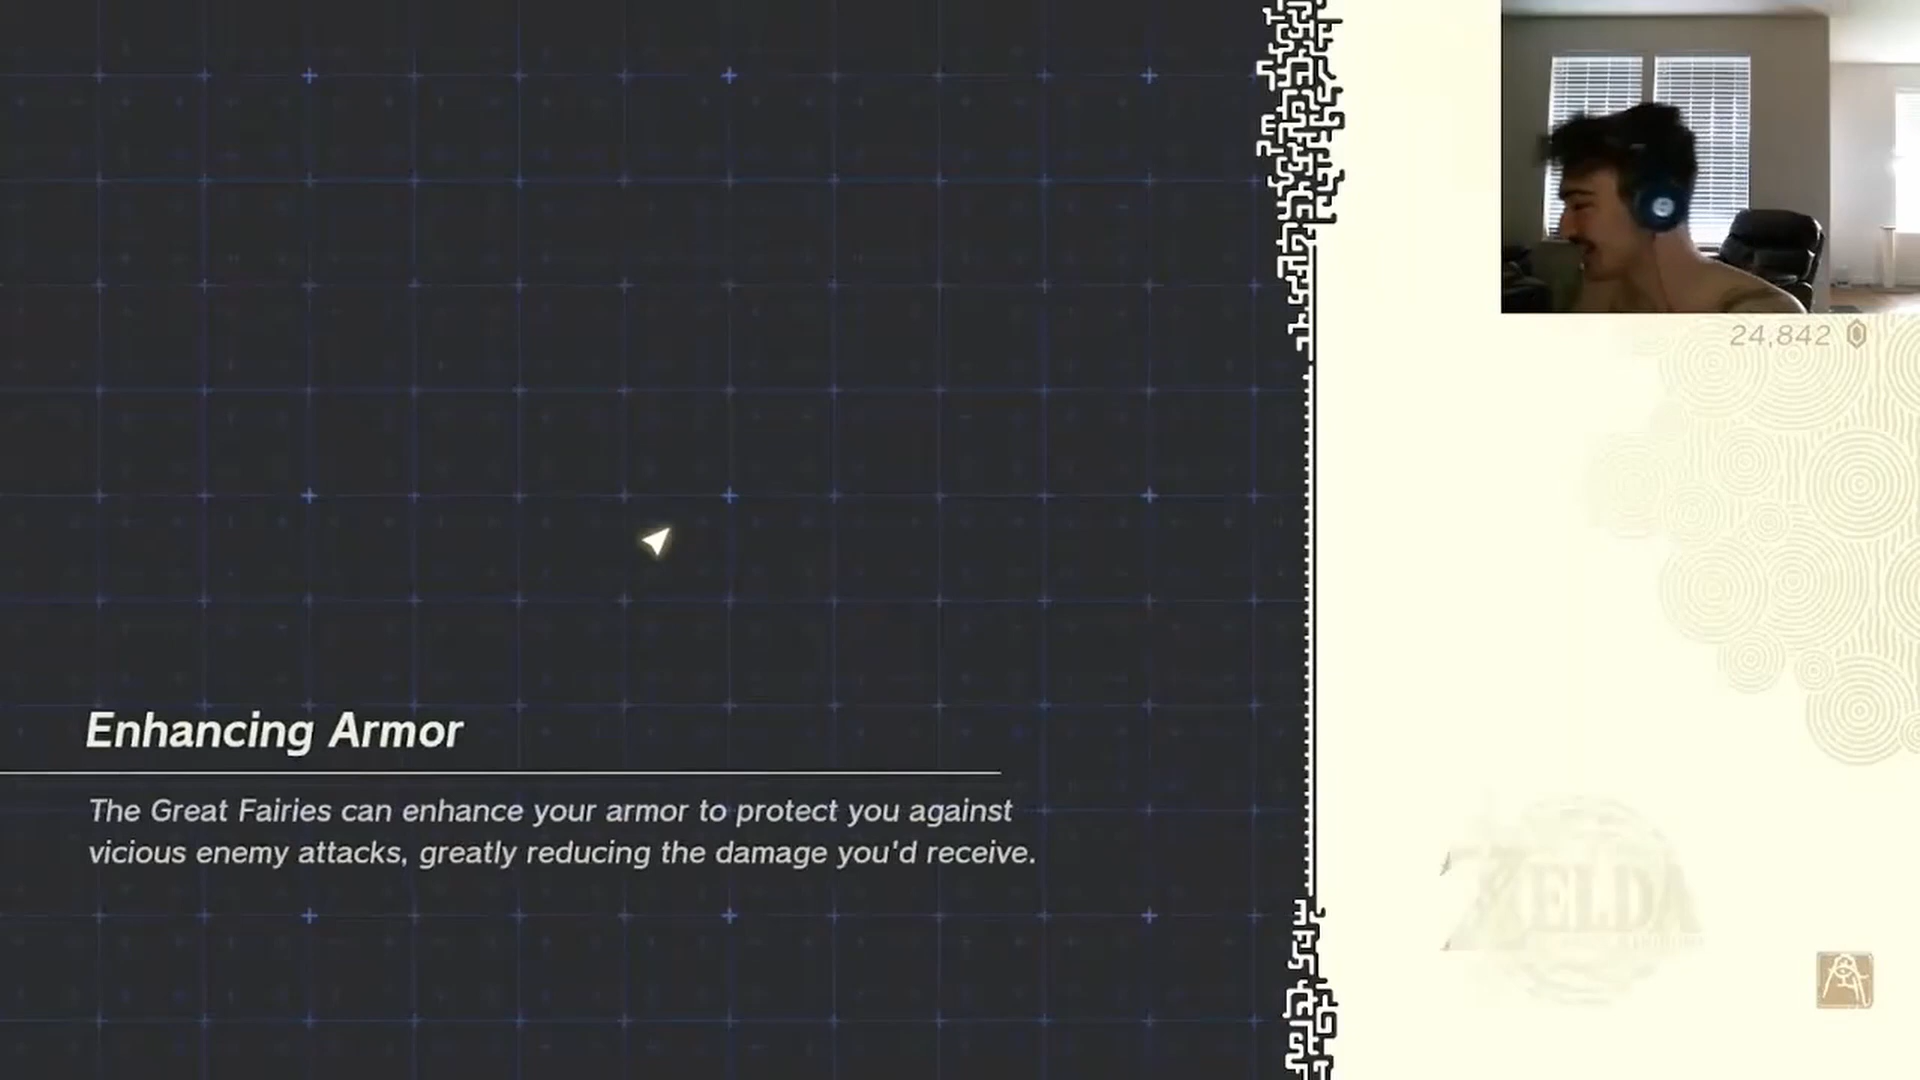 24,842
Enhancing Armor
The Great Fairies can enhance your armor to protect you against
vicious enemy attacks, greatly reducing the damage you'd receive.
ZELDA